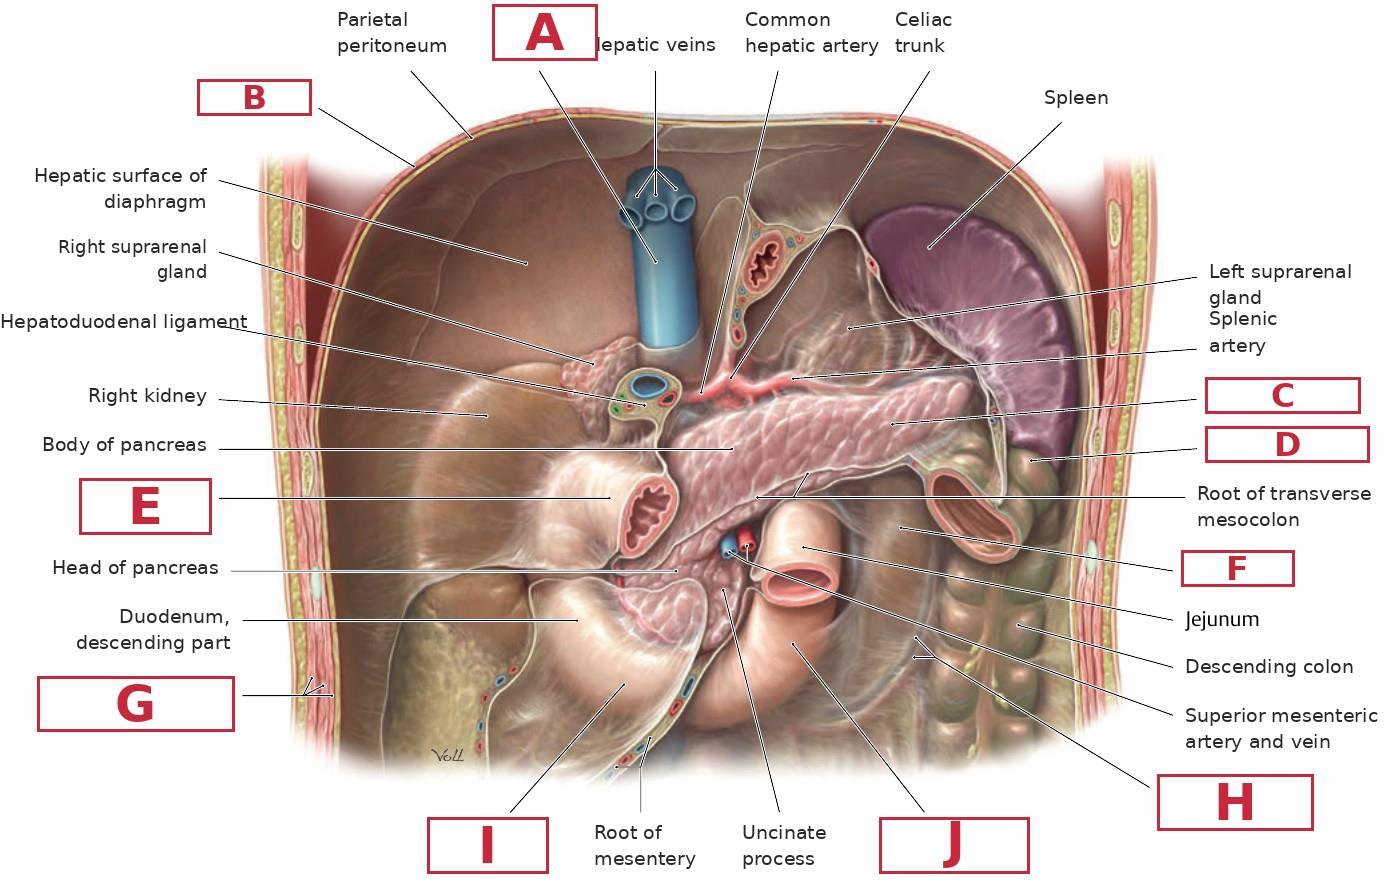 Parietal
peritoneum
A
Hepatic veins
Common
hepatic artery
Celiac
trunk
B
Spleen
Hepatic surface of
diaphragm
Right suprarenal
gland
Hepatoduodenal ligament
Right kidney
Body of pancreas
E
Head of pancreas
Duodenum,
descending part
G
Left suprarenal
gland
Splenic
artery
C
D
Root of transverse
mesocolon
F
Jejunum
Descending colon
Superior mesenteric
artery and vein
H
Voll
I
Root of
mesentery
Uncinate
process
J